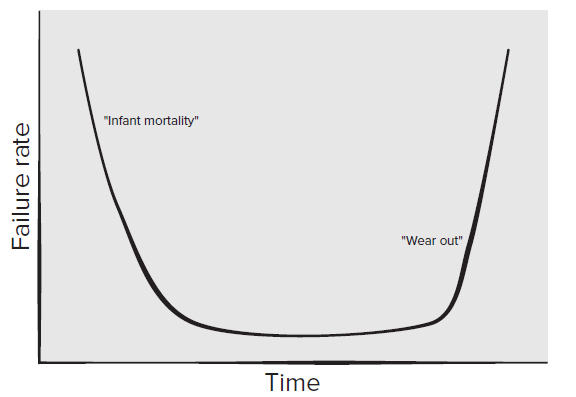 "Infant mortality"
Failure rate
"Wear out"
Time